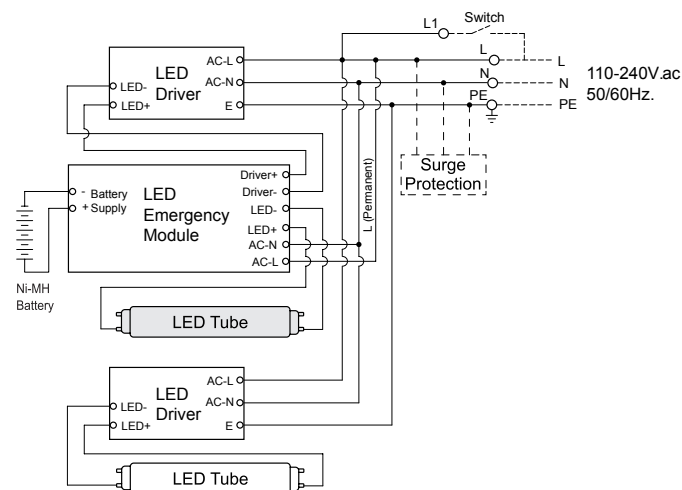 L1
Switch
LED
Driver
AC-L
AC-N
E
LED-
LED+
L
N
PE
L
N
PE
110-240V.ac
50/60Hz.
Surge
Protection
L (Permanent)
- Battery
+ Supply
LED
Emergency
Module
Driver+
Driver-
LED-
LED+
AC-N
AC-L
Ni-MH
Battery
LED Tube
LED
Driver
AC-L
AC-N
E
LED-
LED+
LED Tube